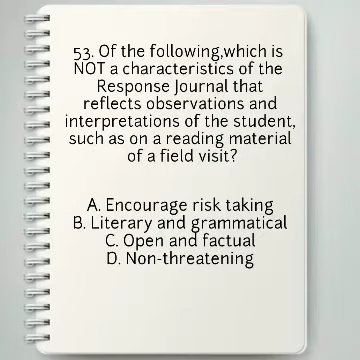 53. Of the following,which is
NOT a characteristics of the
Response Journal that
reflects observations and
interpretations of the student,
such as on a reading material
of a field visit?
A. Encourage risk taking
B. Literary and grammatical
C. Open and factual
D. Non-threatening